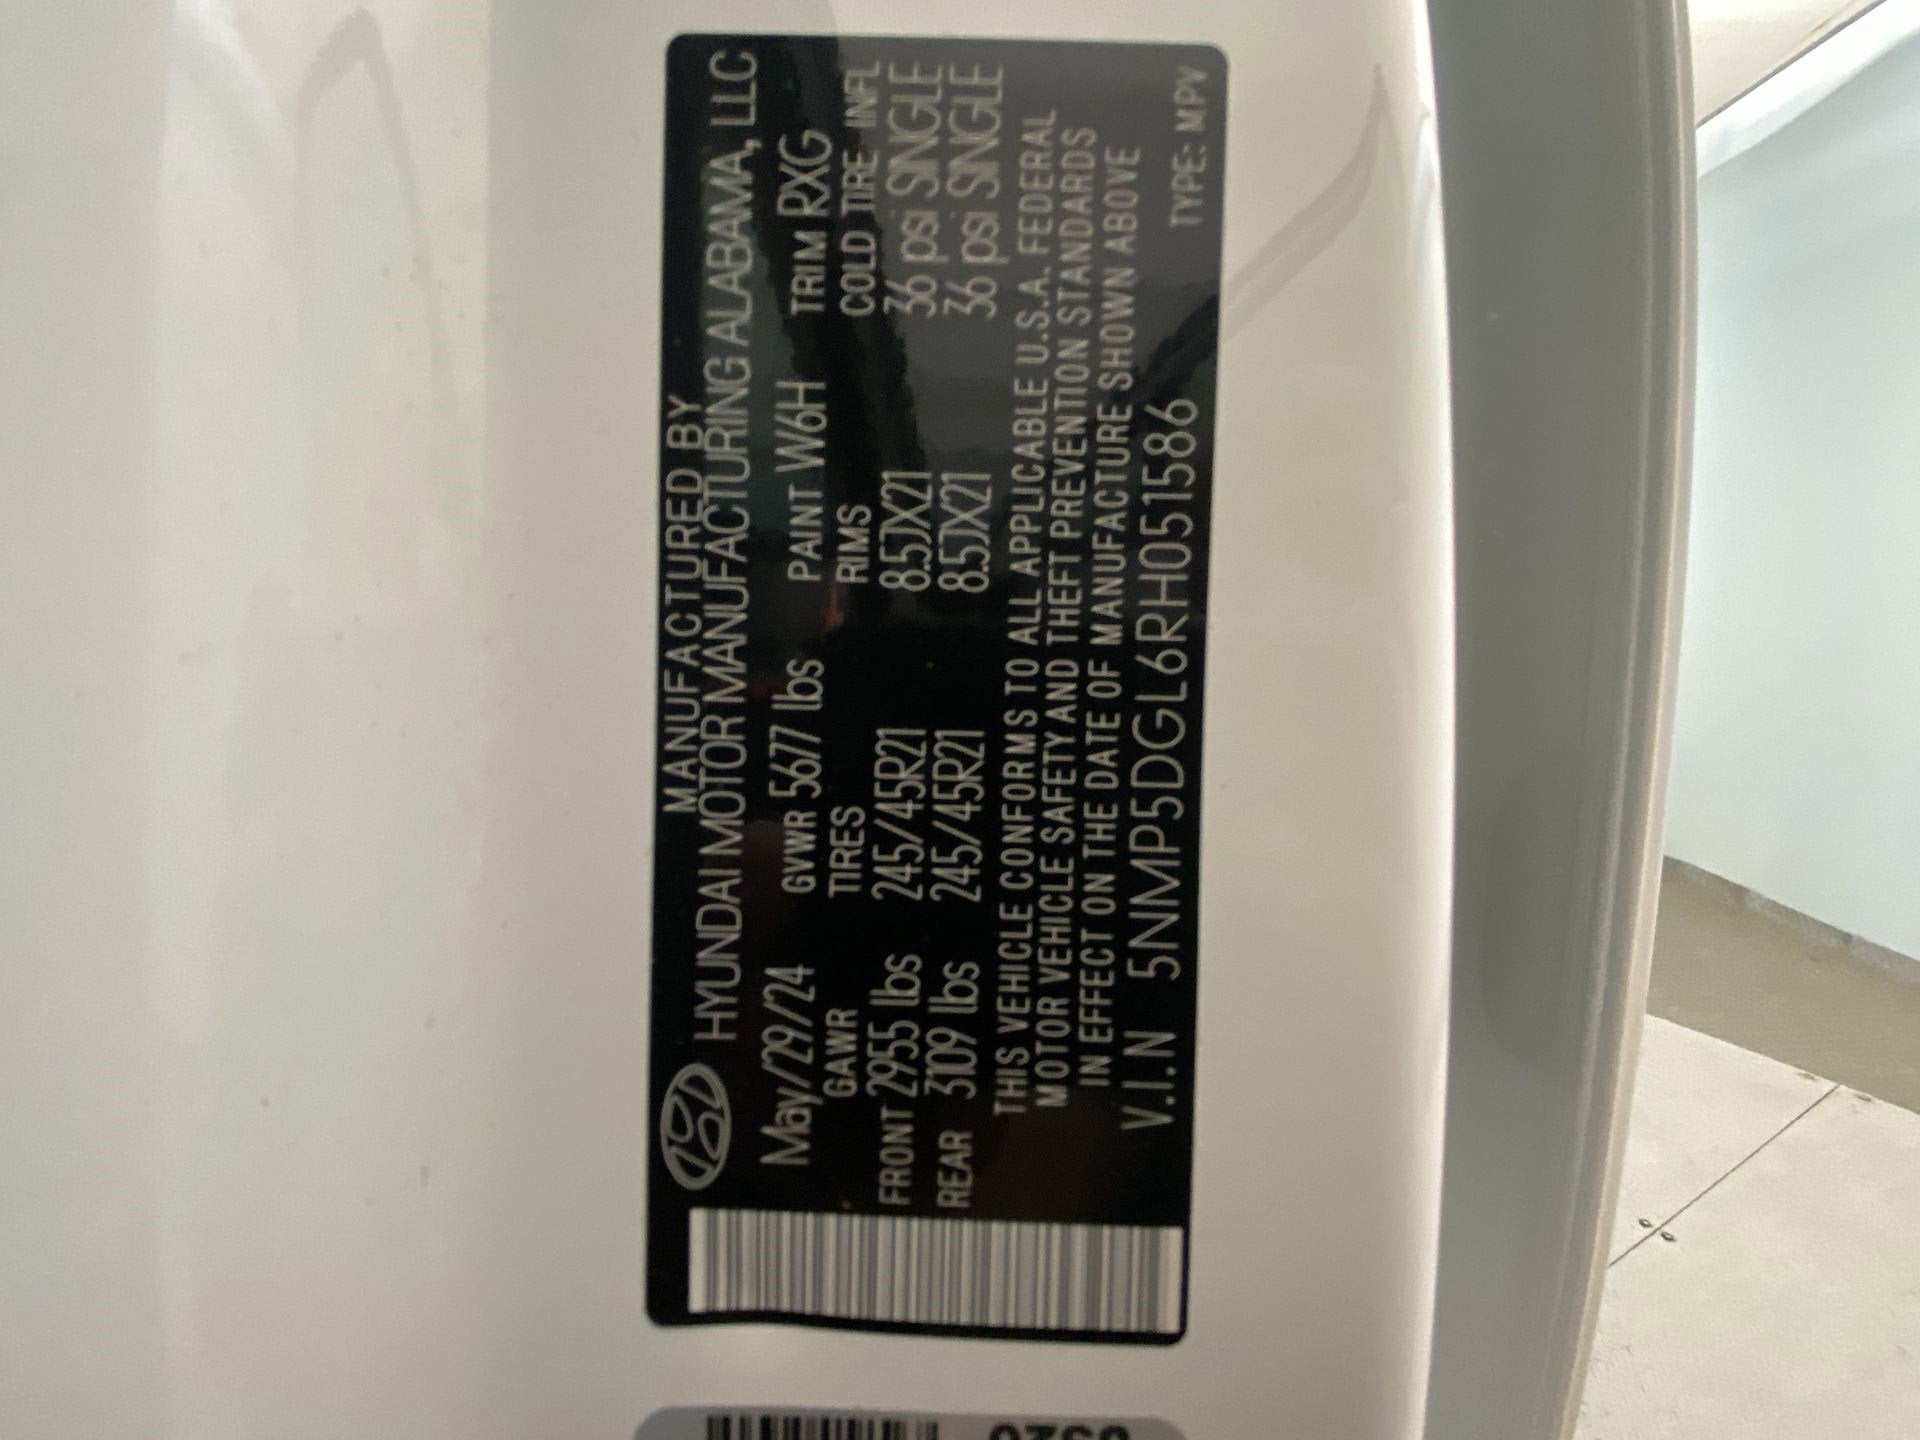 MANUFACTURED BY
HYUNDAI MOTOR MANUFACTURING ALABAMA, LLC
May/29/24 GVWR 5677 lbs PAINT W6H TRIM RXG
GAWR TIRES RIMS COLD TIRE INFL
FRONT 2955 lbs 245/45R21 8.5JX21 36 psi SINGLE
REAR 3109 lbs 245/45R21 8.5JX21 36 psi SINGLE
THIS VEHICLE CONFORMS TO ALL APPLICABLE U.S.A. FEDERAL
MOTOR VEHICLE SAFETY AND THEFT PREVENTION STANDARDS
IN EFFECT ON THE DATE OF MANUFACTURE SHOWN ABOVE
V.I.N 5NMP5DGL6RH051586 TYPE: MPV